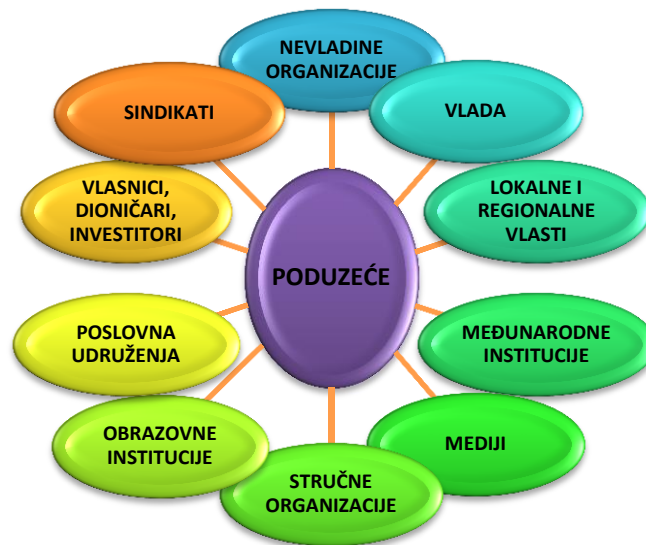 NEVLADINE
ORGANIZACIJE
SINDIKATI
VLADA
VLASNICI,
DIONIČARI,
INVESTITORI
LOKALNE I
REGIONALNE
VLASTI
PODUZEĆE
POSLOVNA
UDRUŽENJA
MEĐUNARODNE
INSTITUCIJE
OBRAZOVNE
INSTITUCIJE
MEDIJI
STRUČNE
ORGANIZACIJE